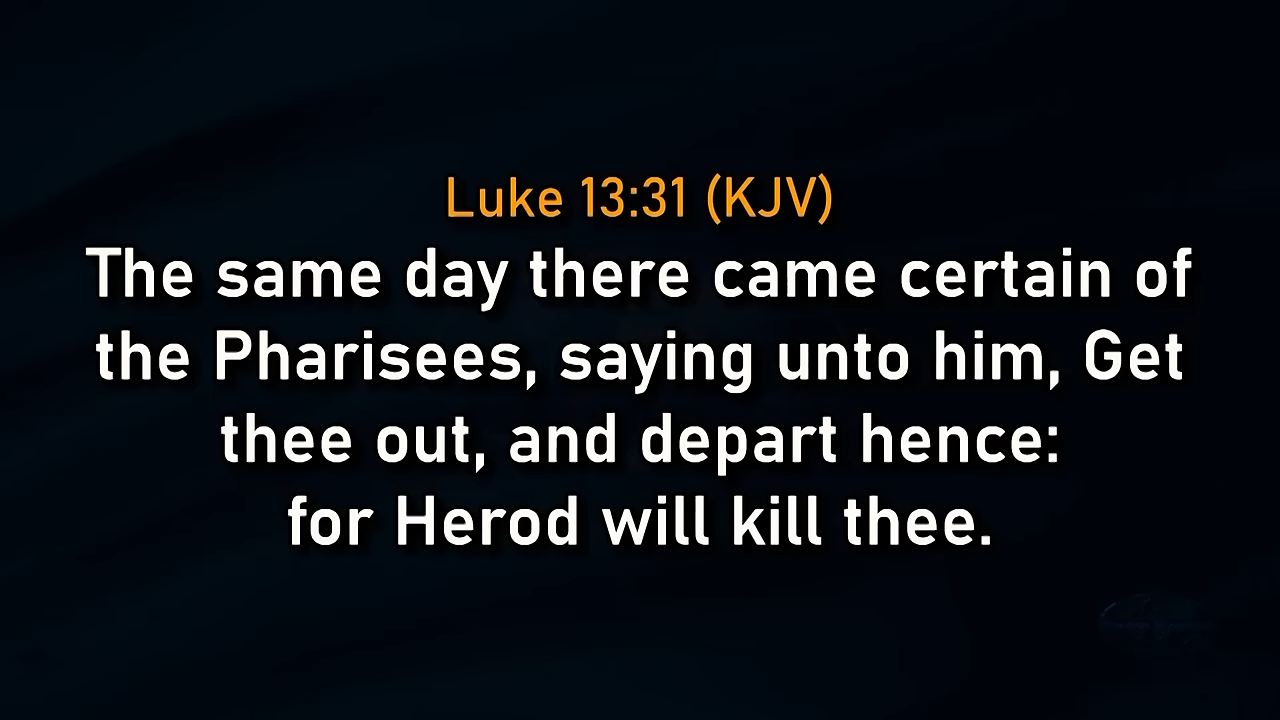 Luke 13:31 (KJV)
The same day there came certain of
the Pharisees, saying unto him, Get
thee out, and depart hence:
for Herod will kill thee.